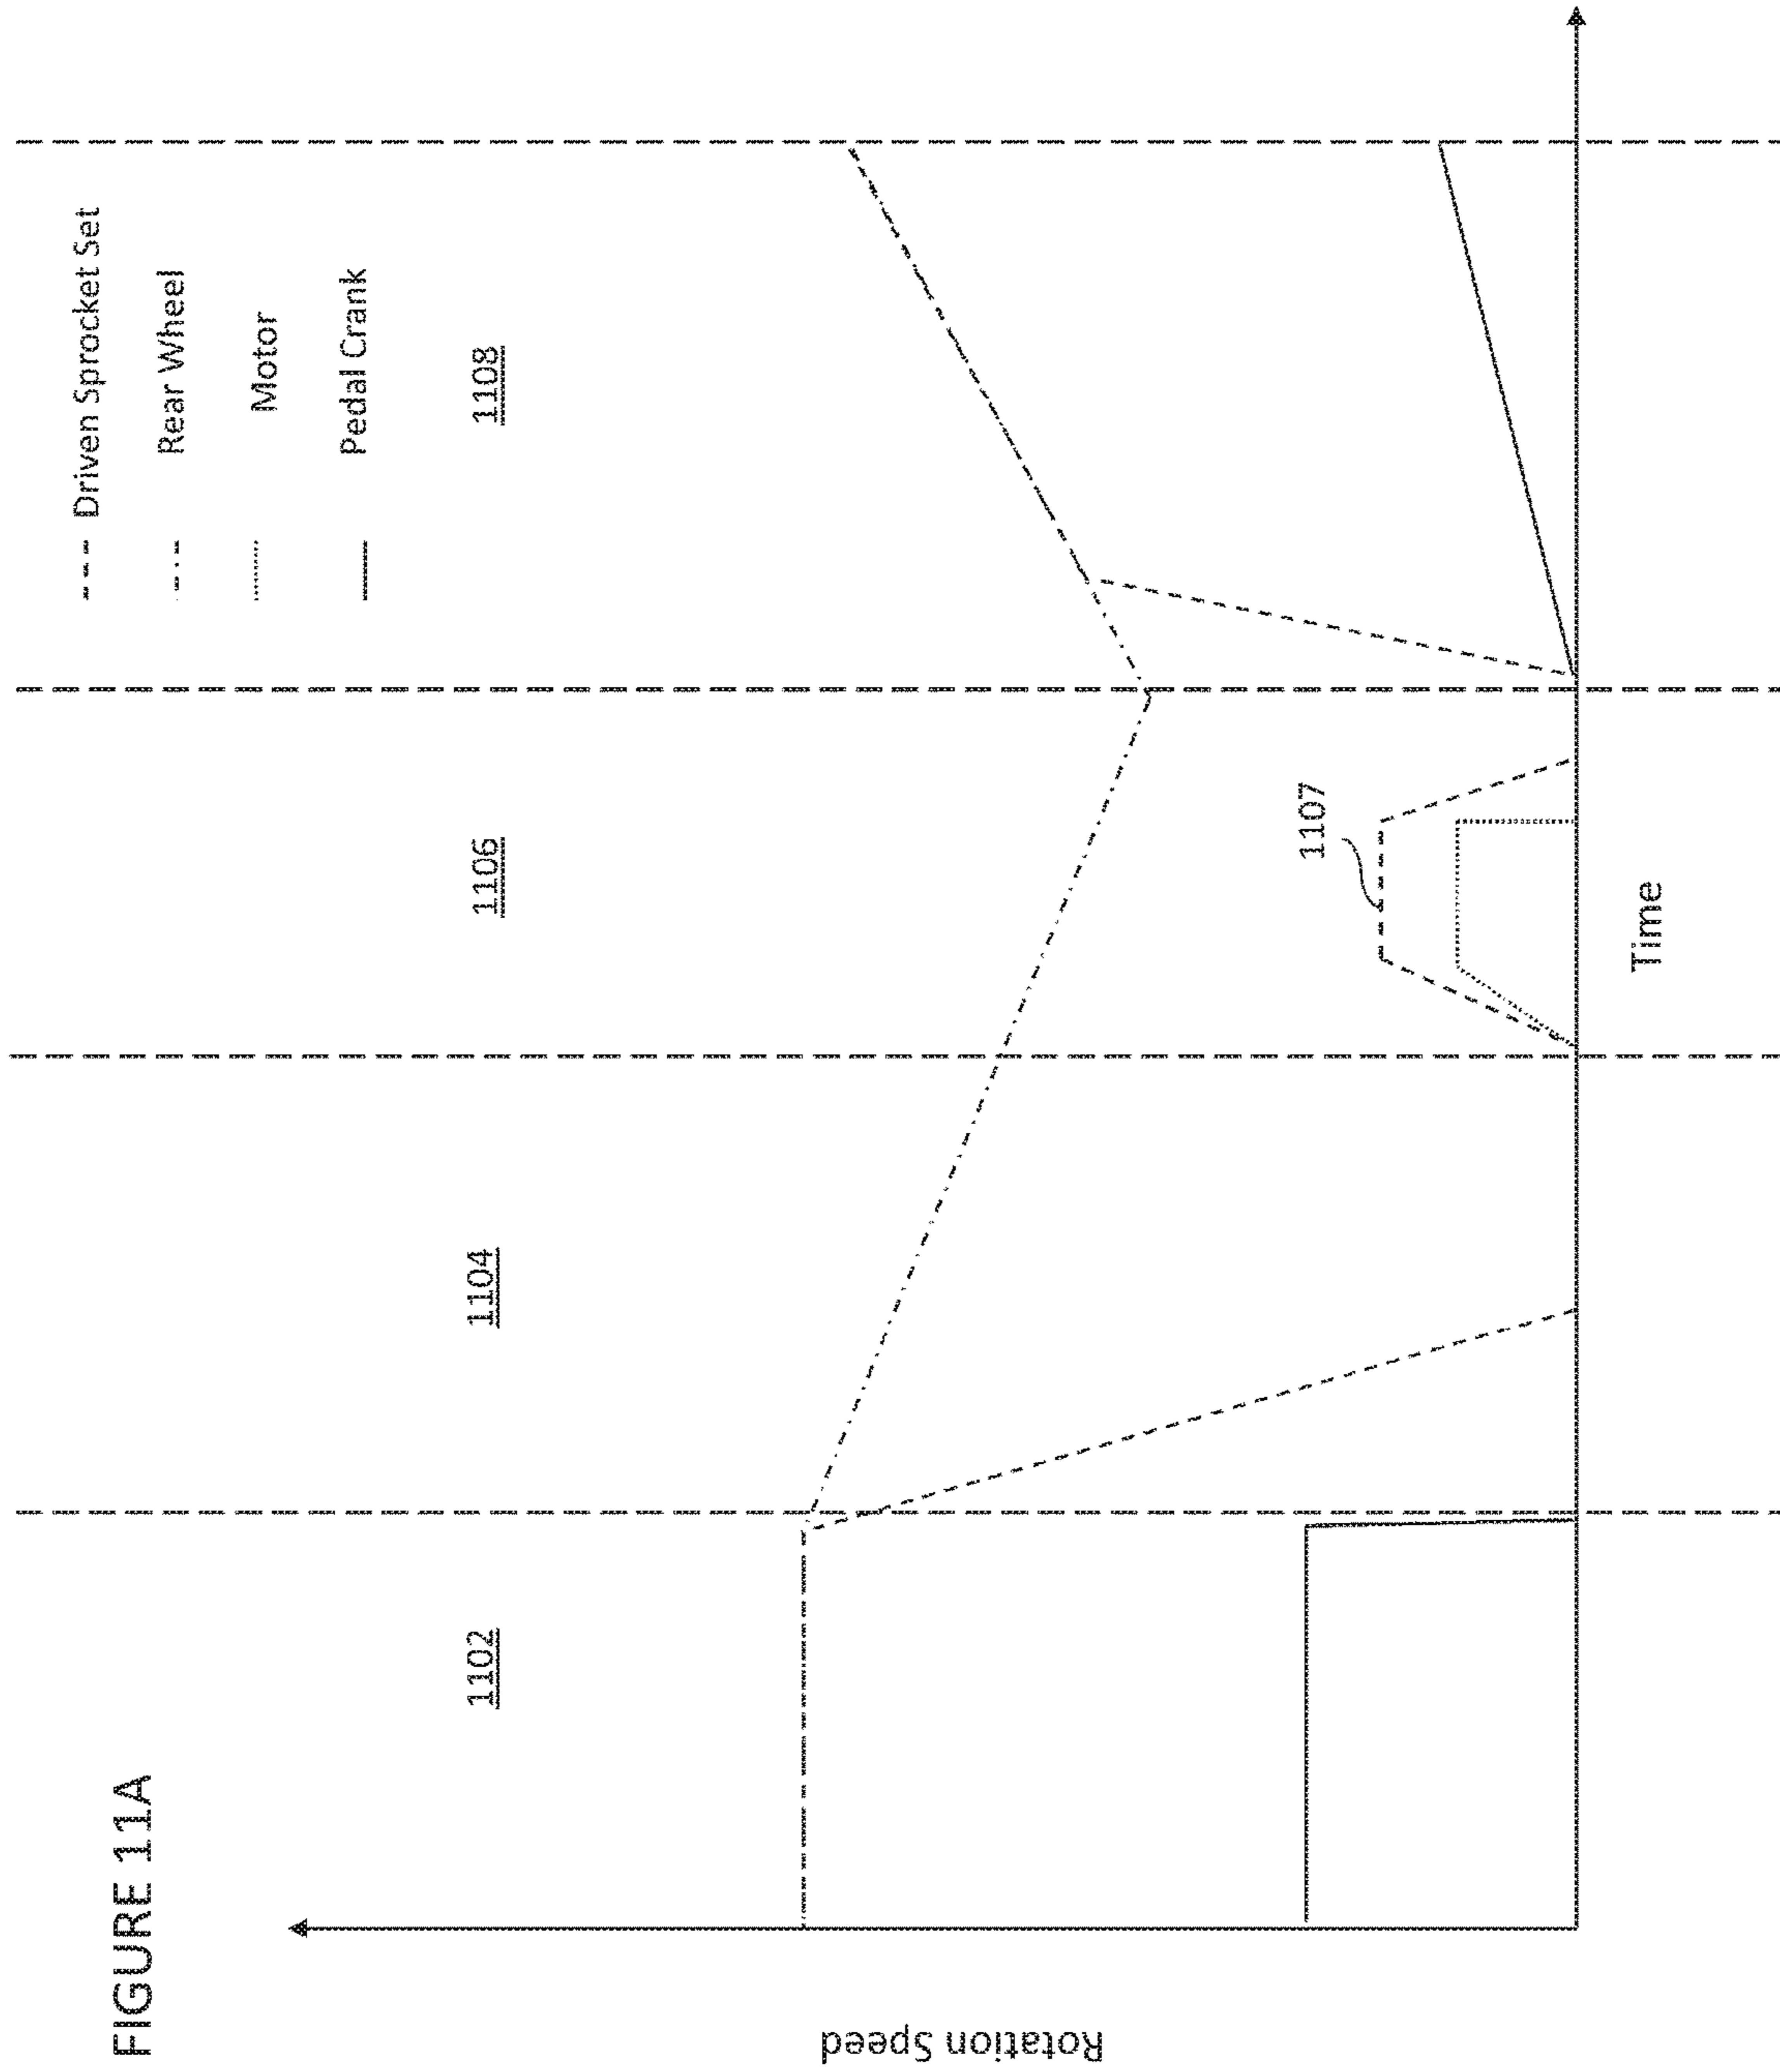 FIGURE 11A
Driven Sprocket Set
Rear Wheel
Motor
Pedal Crank
1102
1104
1106
1108
1107
Rotation Speed
Time